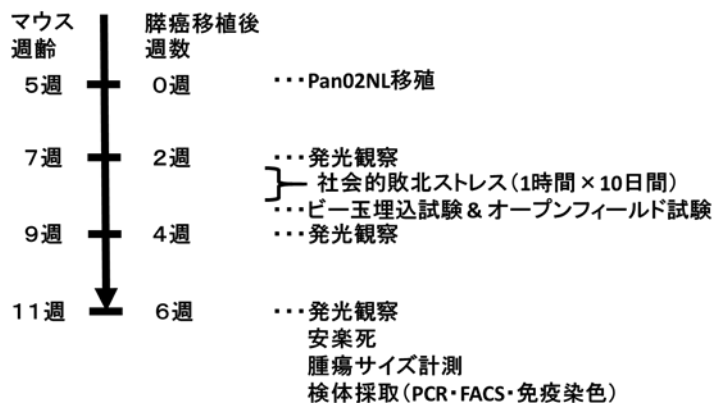 マウス 膵癌移植後
週齢 週数
5週 0週 ･･･Pan02NL移殖
7週 2週 ･･･発光観察
社会的敗北ストレス(1時間×10日間)
･･･ビー玉埋込試験＆オープンフィールド試験
9週 4週 ･･･発光観察
11週 6週 ･･･発光観察
安楽死
腫瘍サイズ計測
検体採取(PCR･FACS･免疫染色)